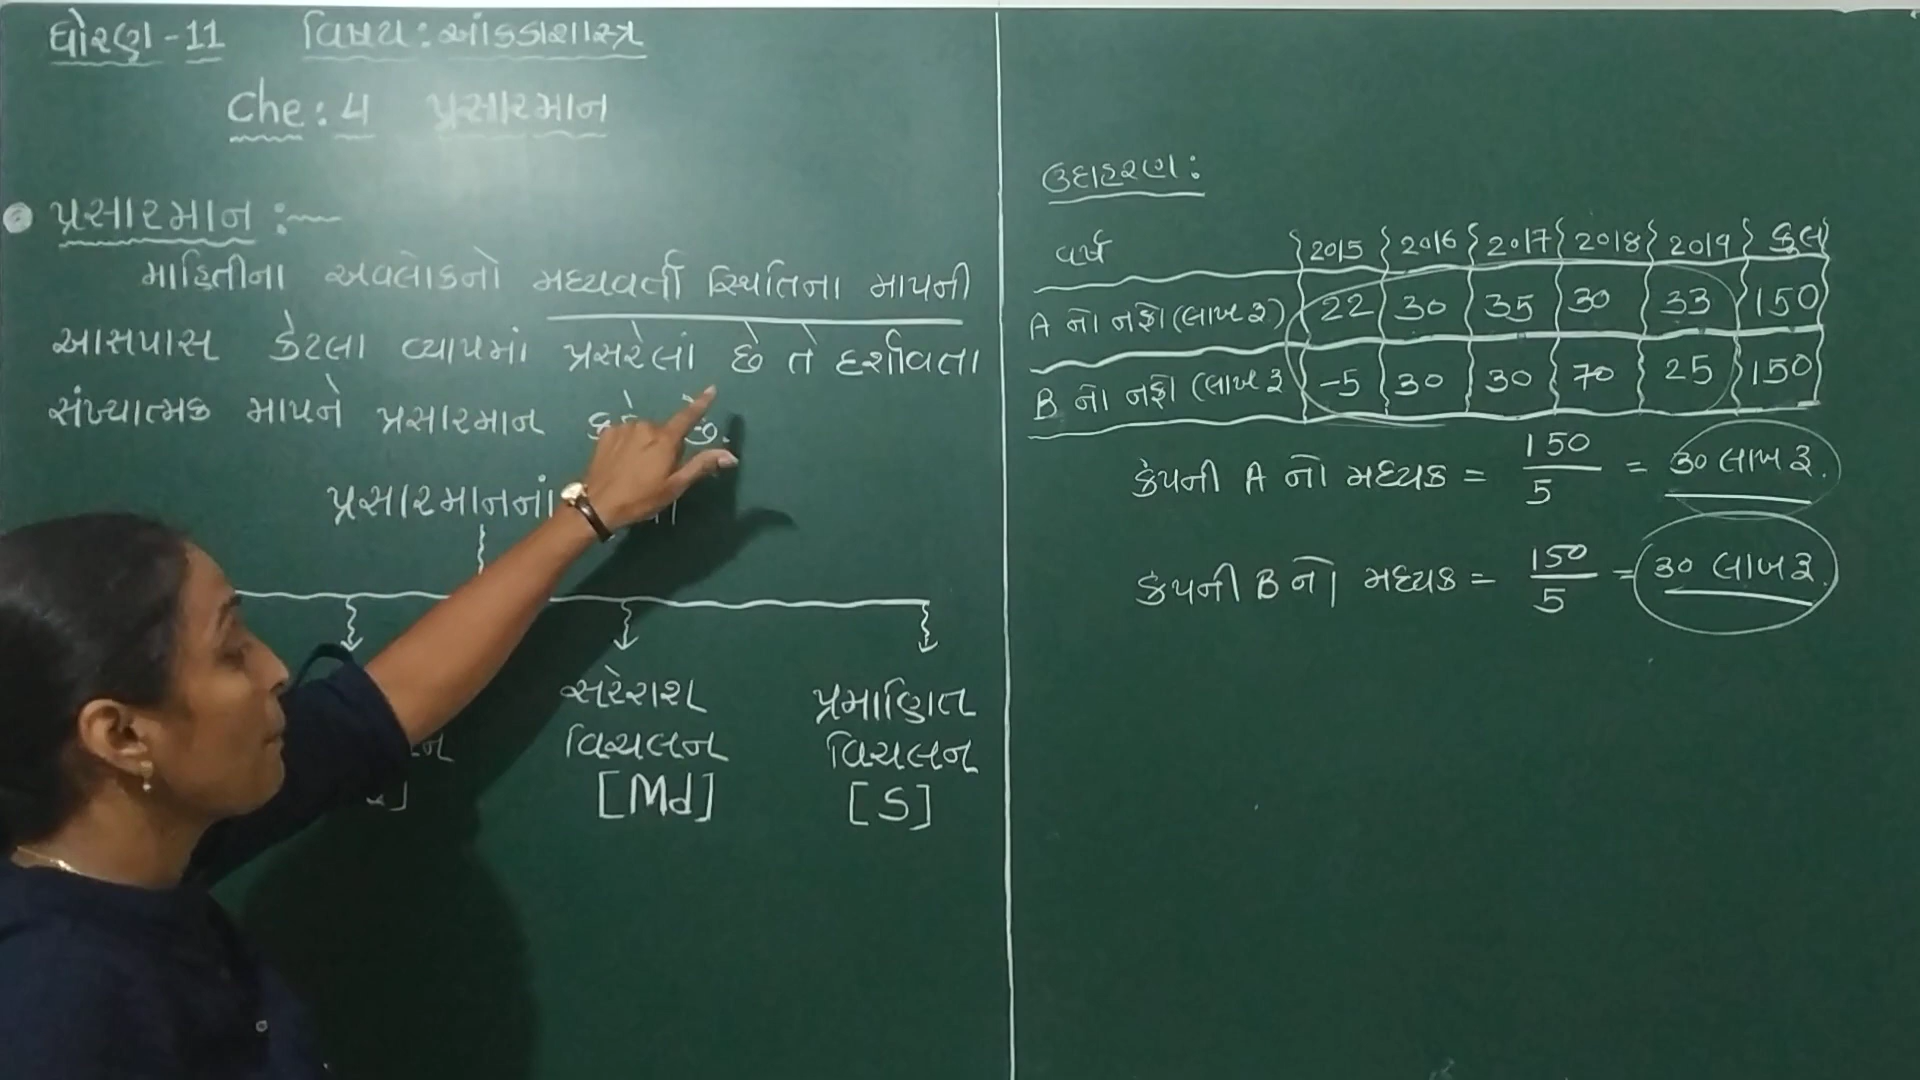 ધોરણ - 11 વિષય : આંકડાશાસ્ત્ર
Che : 4 પ્રસારમાન
પ્રસારમાન :-
માહિતીના અવલોકનો મધ્યવર્તી સ્થિતિના માપની
આસપાસ કેટલા વ્યાપમાં પ્રસરેલાં છે તે દર્શાવતા
સંખ્યાત્મક માપને પ્રસારમાન છે.
પ્રસારમાનનાં
સરેરાશ
વિચલન
[Md]
પ્રમાણિત
વિચલન
[S]
ઉદાહરણ :
વર્ષ 2015 2016 2017 2018 2019 કુલ
A નો નફો (લાખ રૂ) 22 30 35 30 33 150
B નો નફો (લાખ રૂ -5 30 30 70 25 150
કંપની A નો મધ્યક = 150/5 = 30 લાખ રૂ.
કંપની B નો મધ્યક = 150/5 = 30 લાખ રૂ.